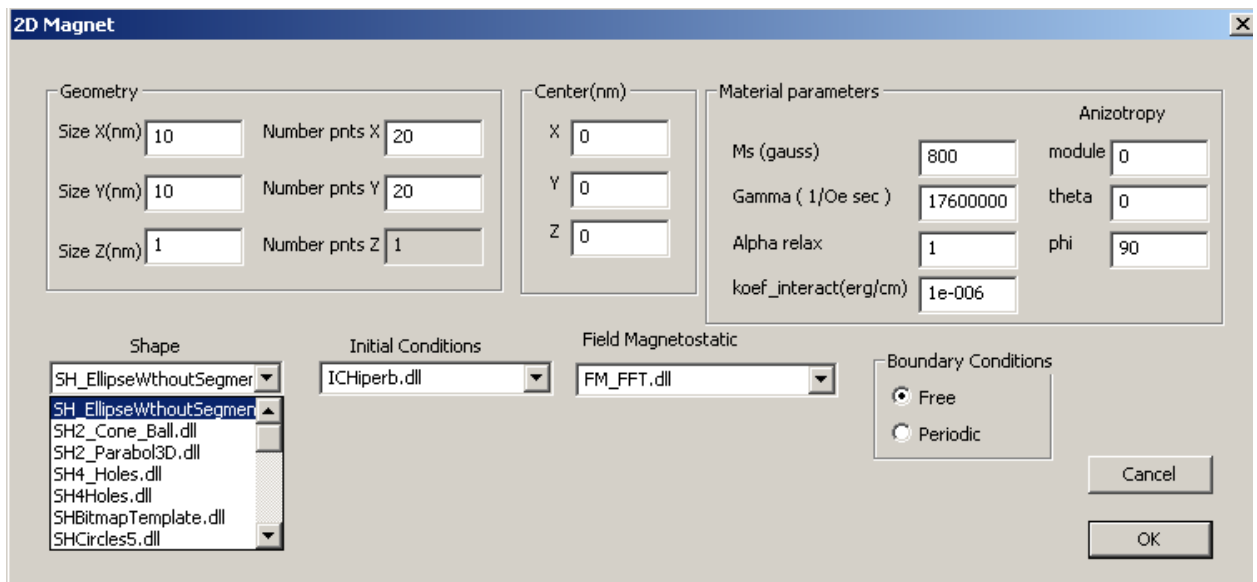 2D Magnet
Geometry
Size X(nm) 10 Number pnts X 20
Size Y(nm) 10 Number pnts Y 20
Size Z(nm) 1 Number pnts Z 1
Center(nm)
X 0
Y 0
Z 0
Material parameters
Anizotropy
Ms (gauss) 800 module 0
Gamma ( 1/Oe sec ) 17600000 theta 0
Alpha relax 1 phi 90
koef_interact(erg/cm) 1e-006
Shape
SH_EllipseWthoutSegmer
SH_EllipseWthoutSegmen
SH2_Cone_Ball.dll
SH2_Parabol3D.dll
SH4_Holes.dll
SH4Holes.dll
SHBitmapTemplate.dll
SHCircles5.dll
Initial Conditions
ICHiperb.dll
Field Magnetostatic
FM_FFT.dll
Boundary Conditions
Free
Periodic
Cancel
OK